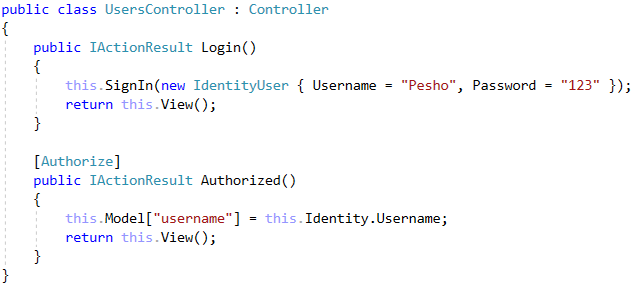 public class UsersController : Controller
{
    public IActionResult Login()
    {
        this.SignIn(new IdentityUser { Username = "Pesho", Password = "123" });
        return this.View();
    }

    [Authorize]
    public IActionResult Authorized()
    {
        this.Model["username"] = this.Identity.Username;
        return this.View();
    }
}